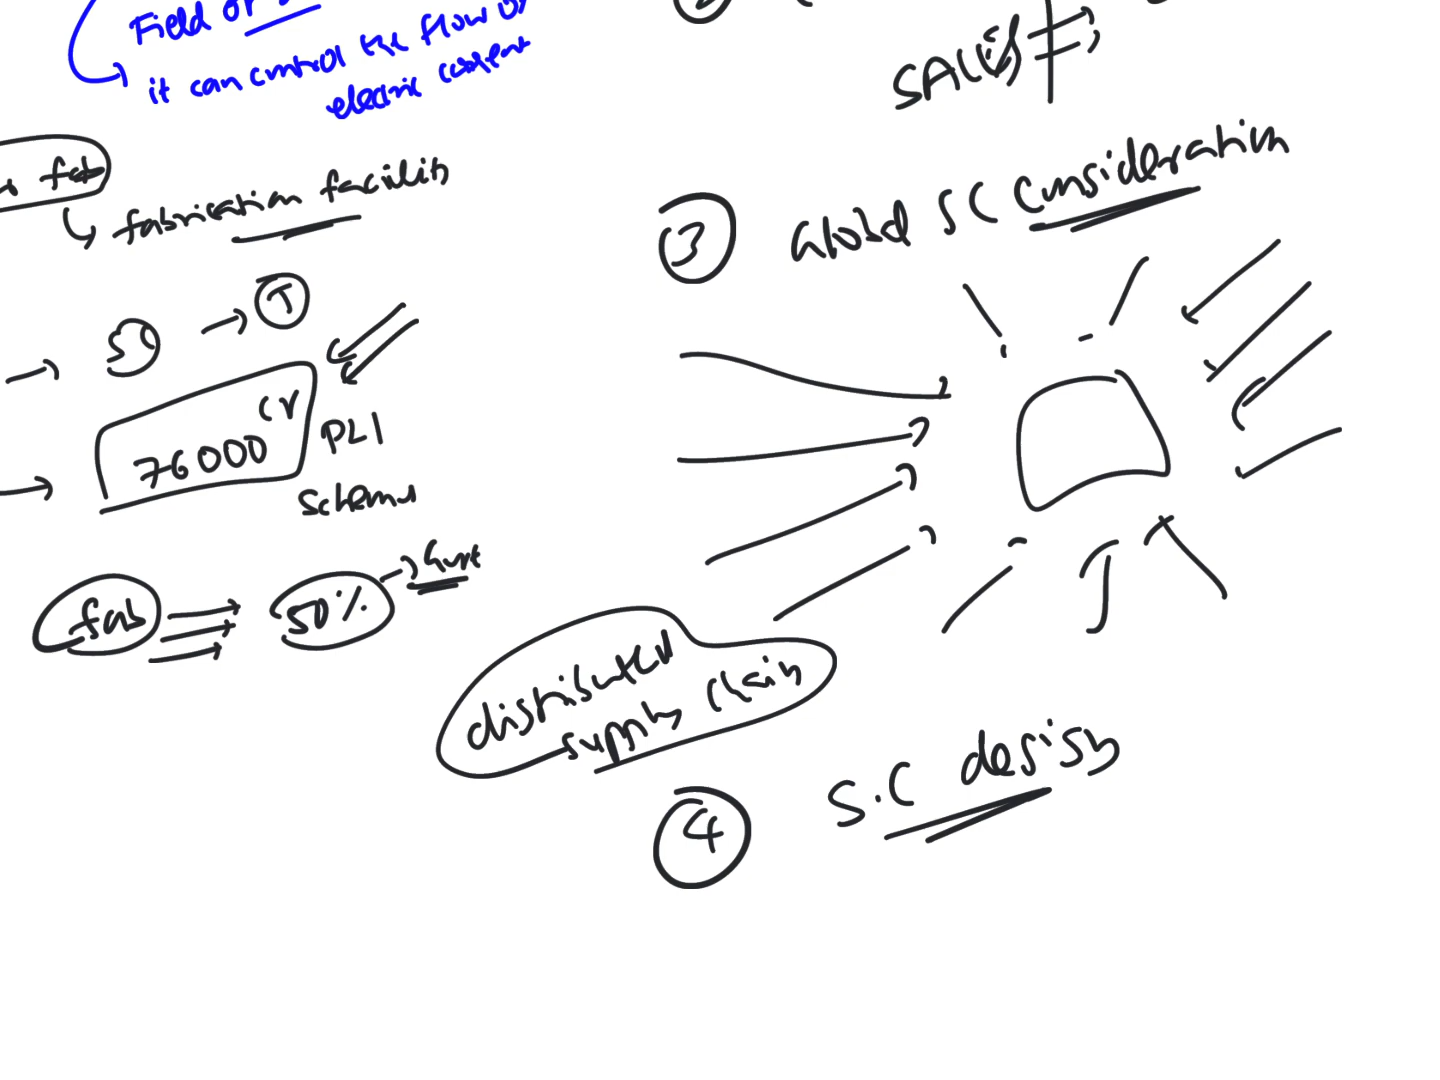 Field of
it can control the flow of
electric current
fab
fabrication facility
T
76000 cr
PLI
Scheme
fab
50%
Govt
2
SALES
3 Global SC Consideration
distributed
supply chain
4 S.C design